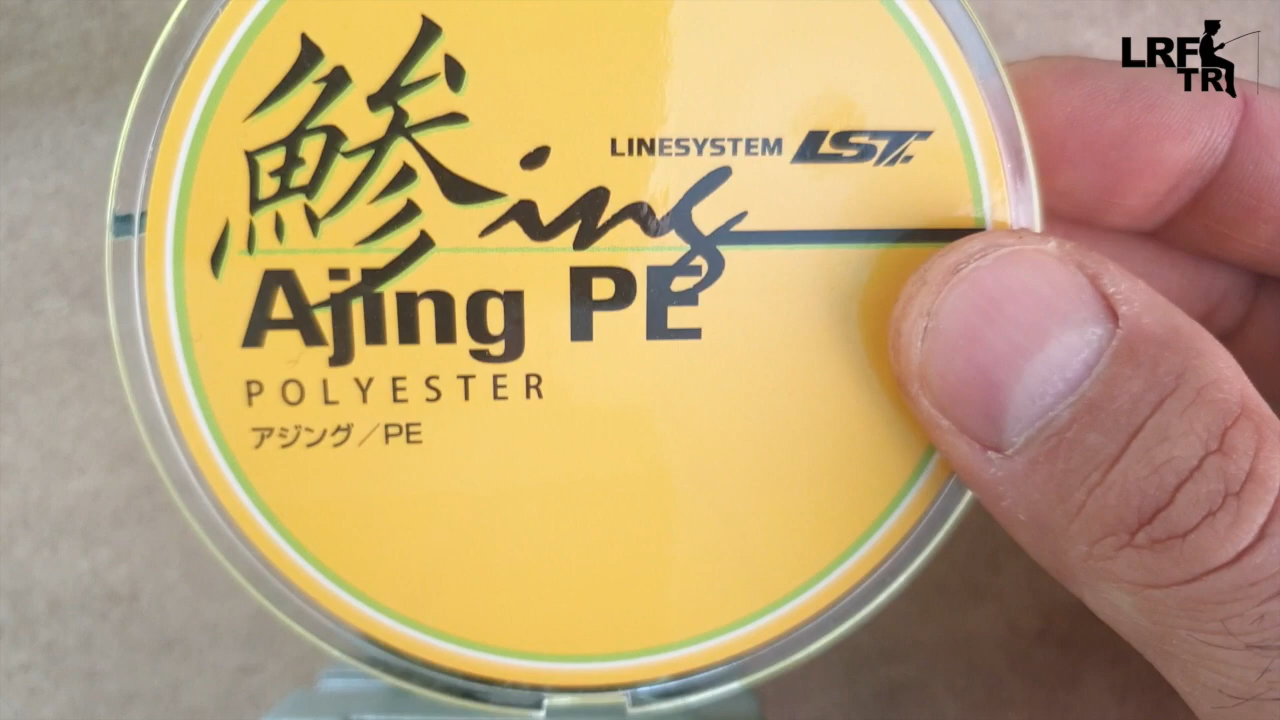 LINESYSTEM LST.
鯵ing
Ajing PE
POLYESTER
アジング／PE
LRF
TR